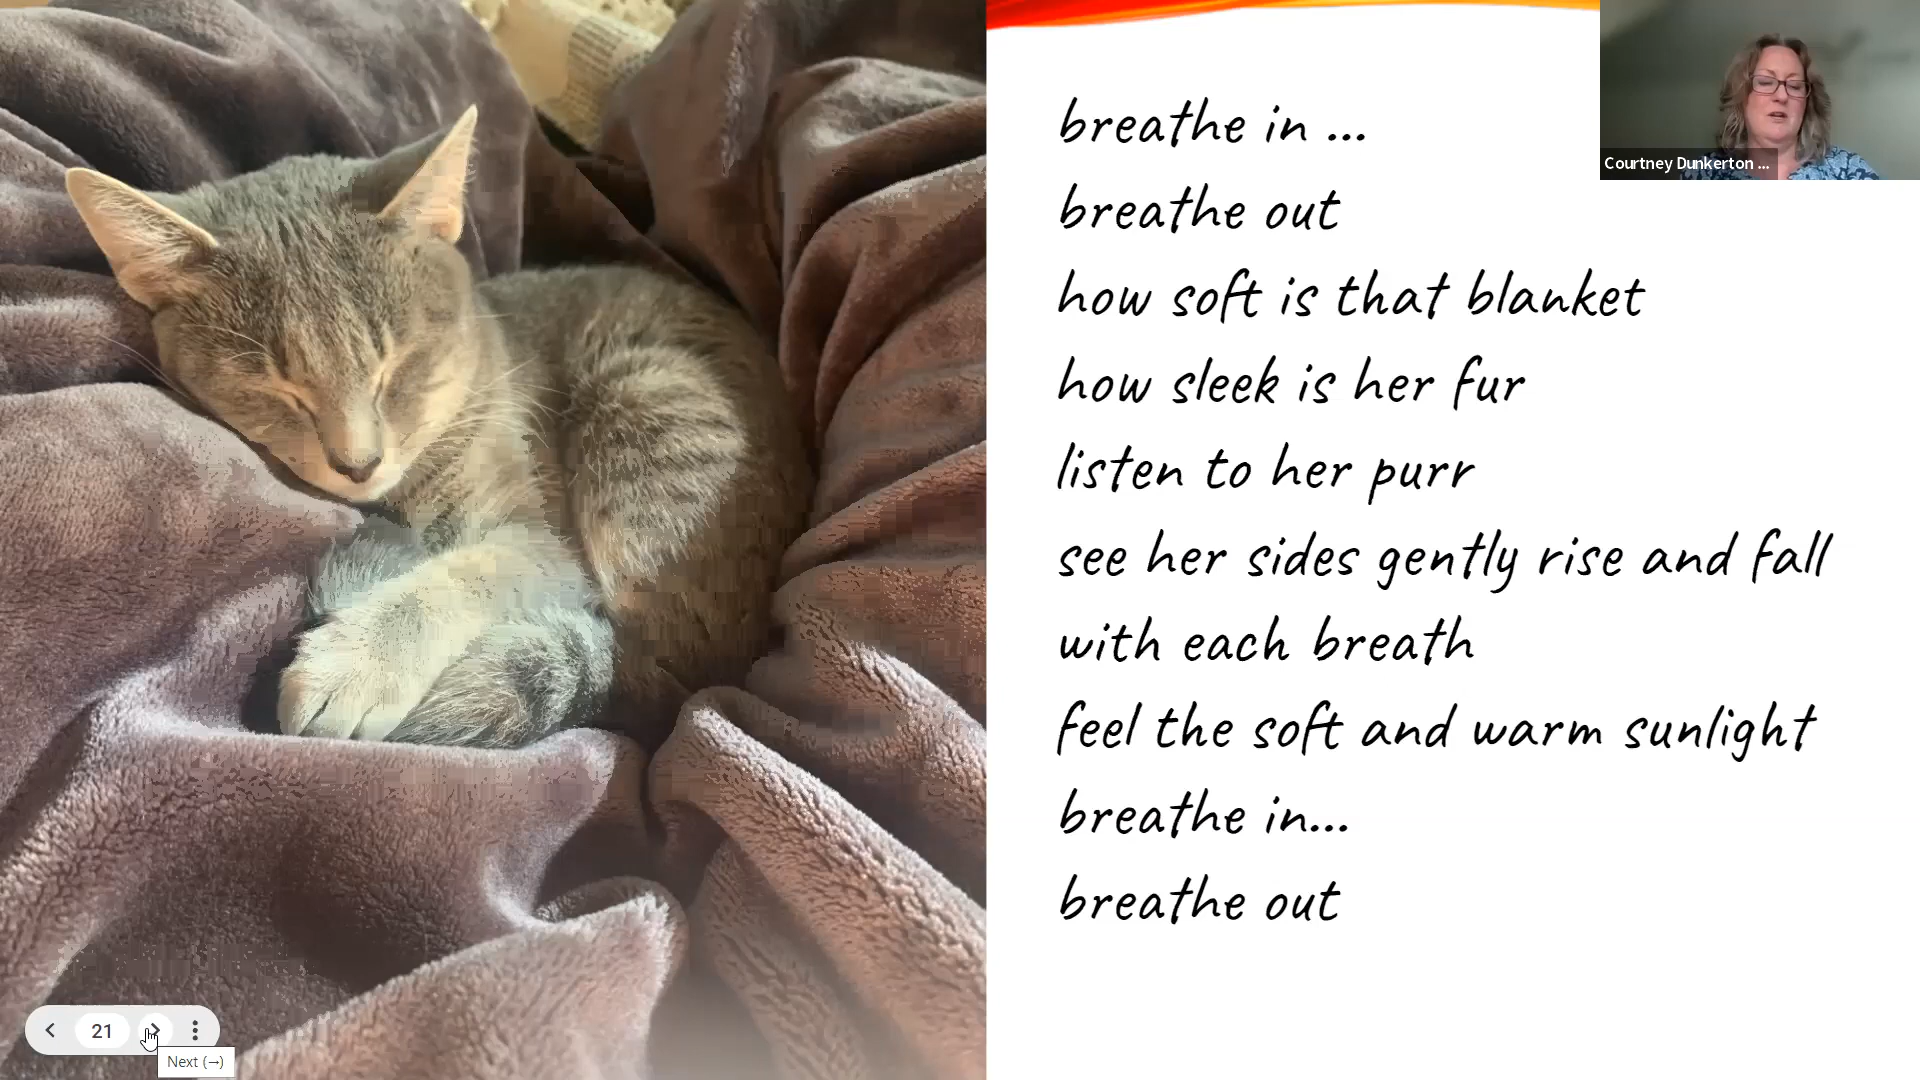 breathe in ...
breathe out
how soft is that blanket
how sleek is her fur
listen to her purr
see her sides gently rise and fall
with each breath
feel the soft and warm sunlight
breathe in...
breathe out
Courtney Dunkerton ...
21
Next (→)